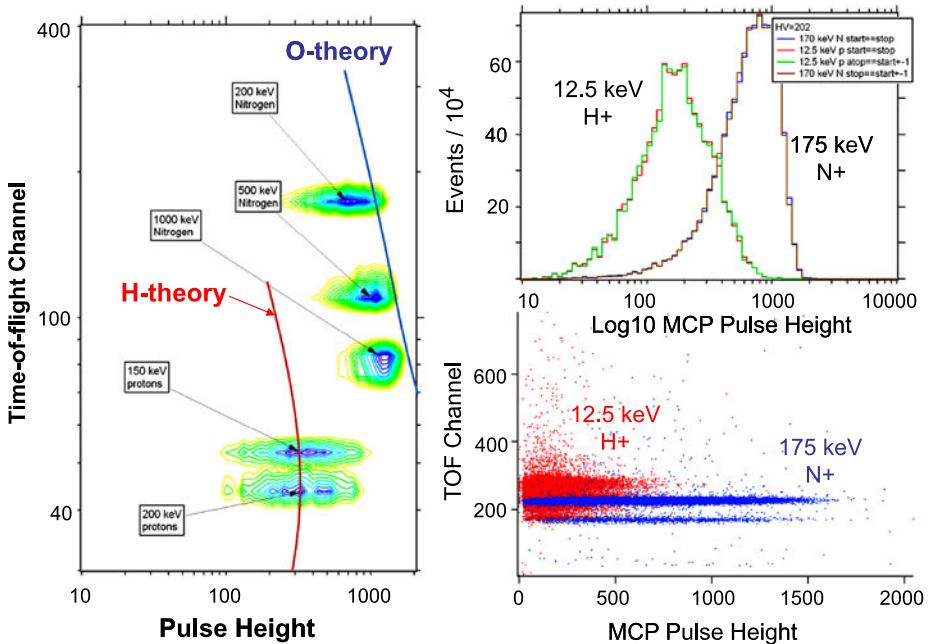 400
100
40
Time-of-flight Channel
10
100
1000
Pulse Height
O-theory
200 keV
Nitrogen
500 keV
Nitrogen
1000 keV
Nitrogen
H-theory
150 keV
protons
200 keV
protons
60
40
20
Events / 10^4
HV=202
170 keV N start==stop
12.5 keV p start==stop
12.5 keV p atop==start+-1
170 keV N stop==start+-1
12.5 keV
H+
175 keV
N+
10
100
1000
10000
Log10 MCP Pulse Height
600
400
200
TOF Channel
12.5 keV
H+
175 keV
N+
0
500
1000
1500
2000
MCP Pulse Height